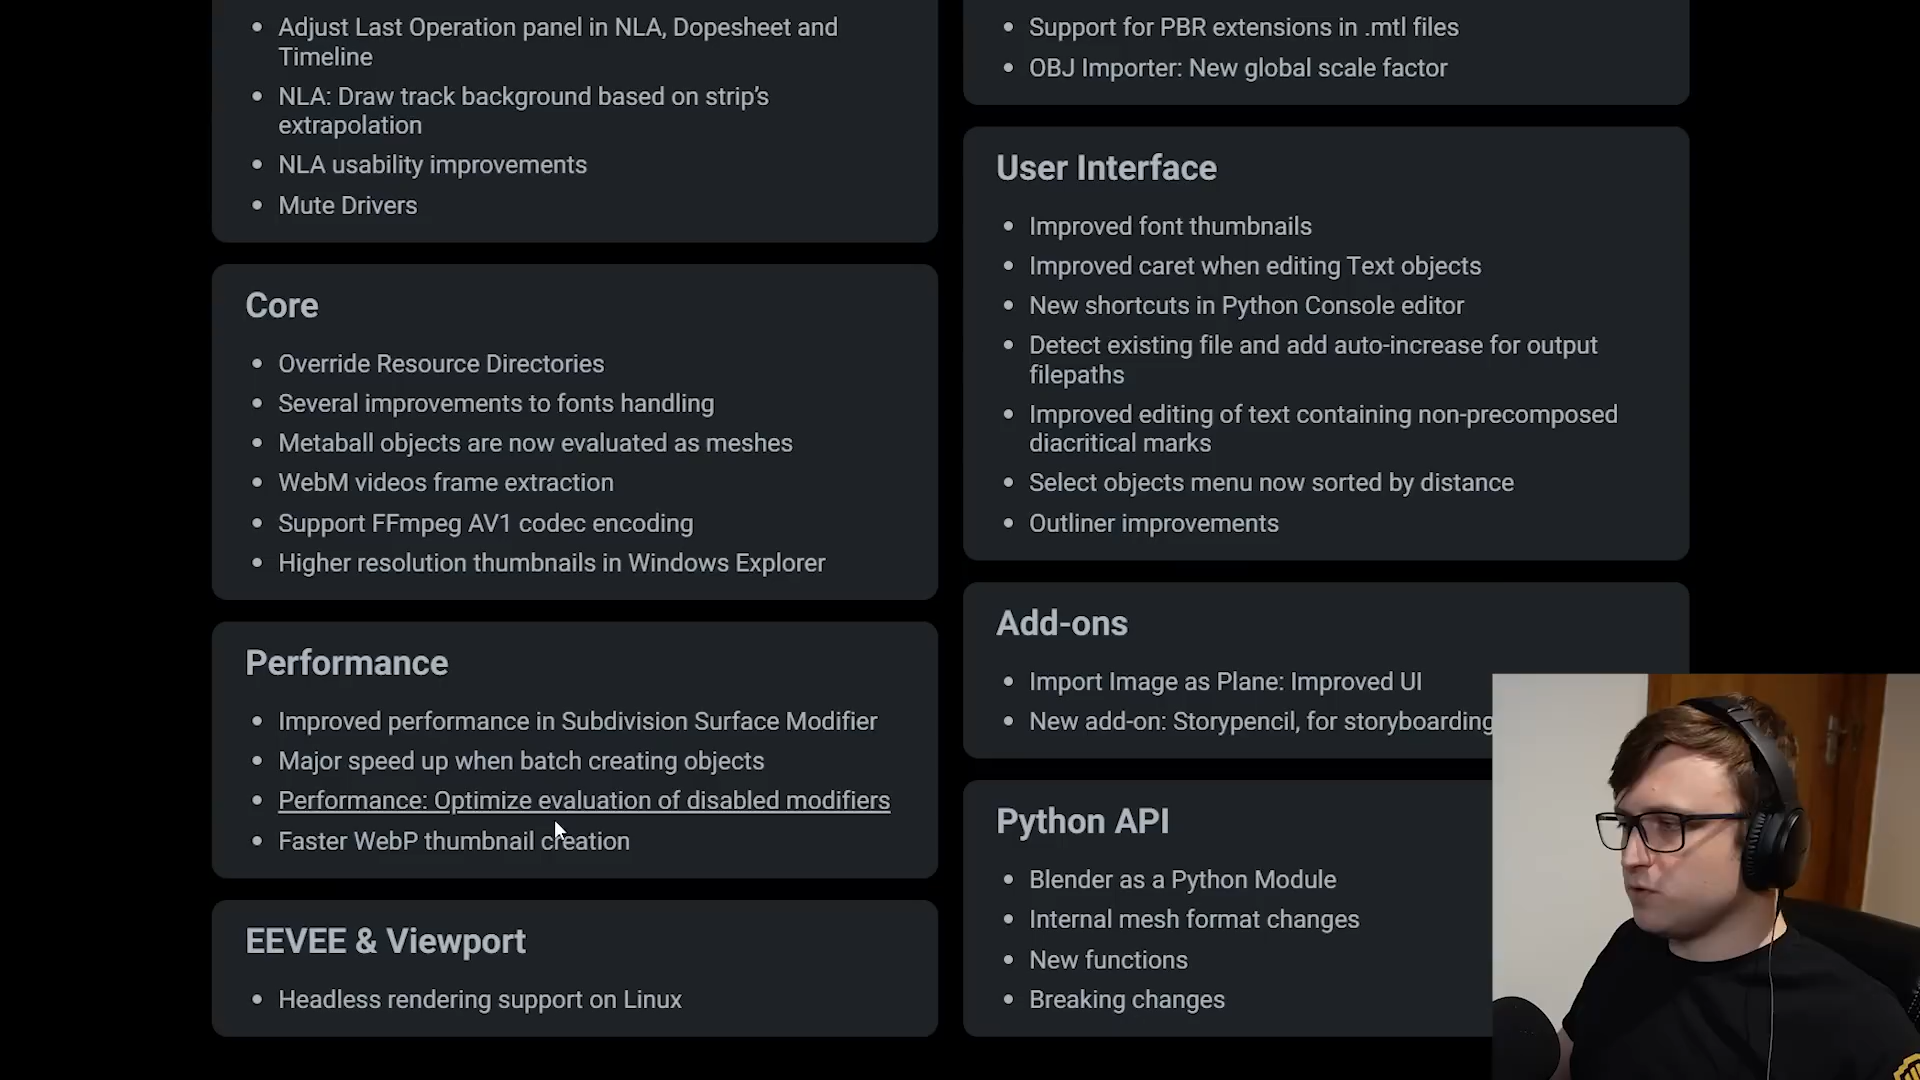 Adjust Last Operation panel in NLA, Dopesheet and
Timeline
NLA: Draw track background based on strip’s
extrapolation
NLA usability improvements
Mute Drivers
Core
Override Resource Directories
Several improvements to fonts handling
Metaball objects are now evaluated as meshes
WebM videos frame extraction
Support FFmpeg AV1 codec encoding
Higher resolution thumbnails in Windows Explorer
Performance
Improved performance in Subdivision Surface Modifier
Major speed up when batch creating objects
Performance: Optimize evaluation of disabled modifiers
Faster WebP thumbnail creation
EEVEE & Viewport
Headless rendering support on Linux
Support for PBR extensions in .mtl files
OBJ Importer: New global scale factor
User Interface
Improved font thumbnails
Improved caret when editing Text objects
New shortcuts in Python Console editor
Detect existing file and add auto-increase for output
filepaths
Improved editing of text containing non-precomposed
diacritical marks
Select objects menu now sorted by distance
Outliner improvements
Add-ons
Import Image as Plane: Improved UI
New add-on: Storypencil, for storyboarding
Python API
Blender as a Python Module
Internal mesh format changes
New functions
Breaking changes